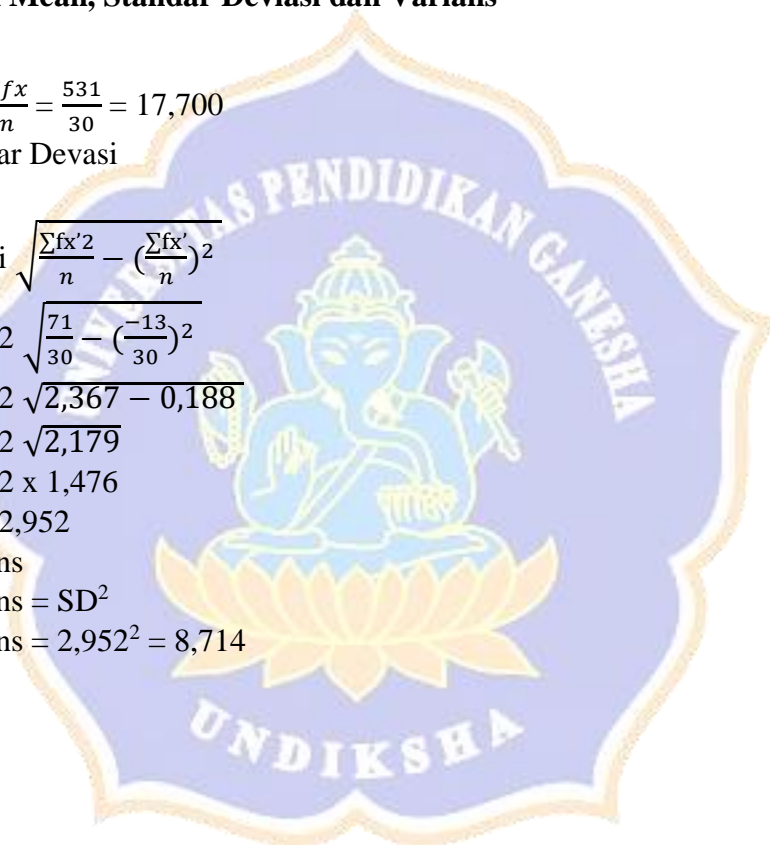 Mean, Standar Deviasi dan Varians
fx/n = 531/30 = 17,700
ar Devasi
i √(∑fx’2/n − (∑fx’/n)²)
2 √(71/30 − (−13/30)²)
2 √(2,367 − 0,188)
2 √2,179
2 x 1,476
2,952
ns
ns = SD²
ns = 2,952² = 8,714
UNIVERSITAS PENDIDIKAN GANESHA
UNDIKSHA